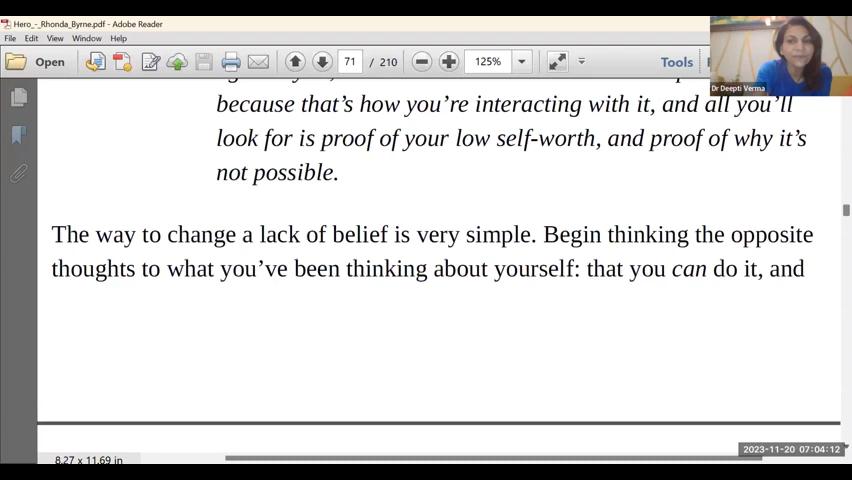 Hero_-_Rhonda_Byrne.pdf - Adobe Reader
File Edit View Window Help
Open 71 / 210 125% Tools
Dr Deepti Verma
because that's how you're interacting with it, and all you'll
look for is proof of your low self-worth, and proof of why it's
not possible.
The way to change a lack of belief is very simple. Begin thinking the opposite
thoughts to what you've been thinking about yourself: that you can do it, and
2023-11-20 07:04:12
8.27 x 11.69 in